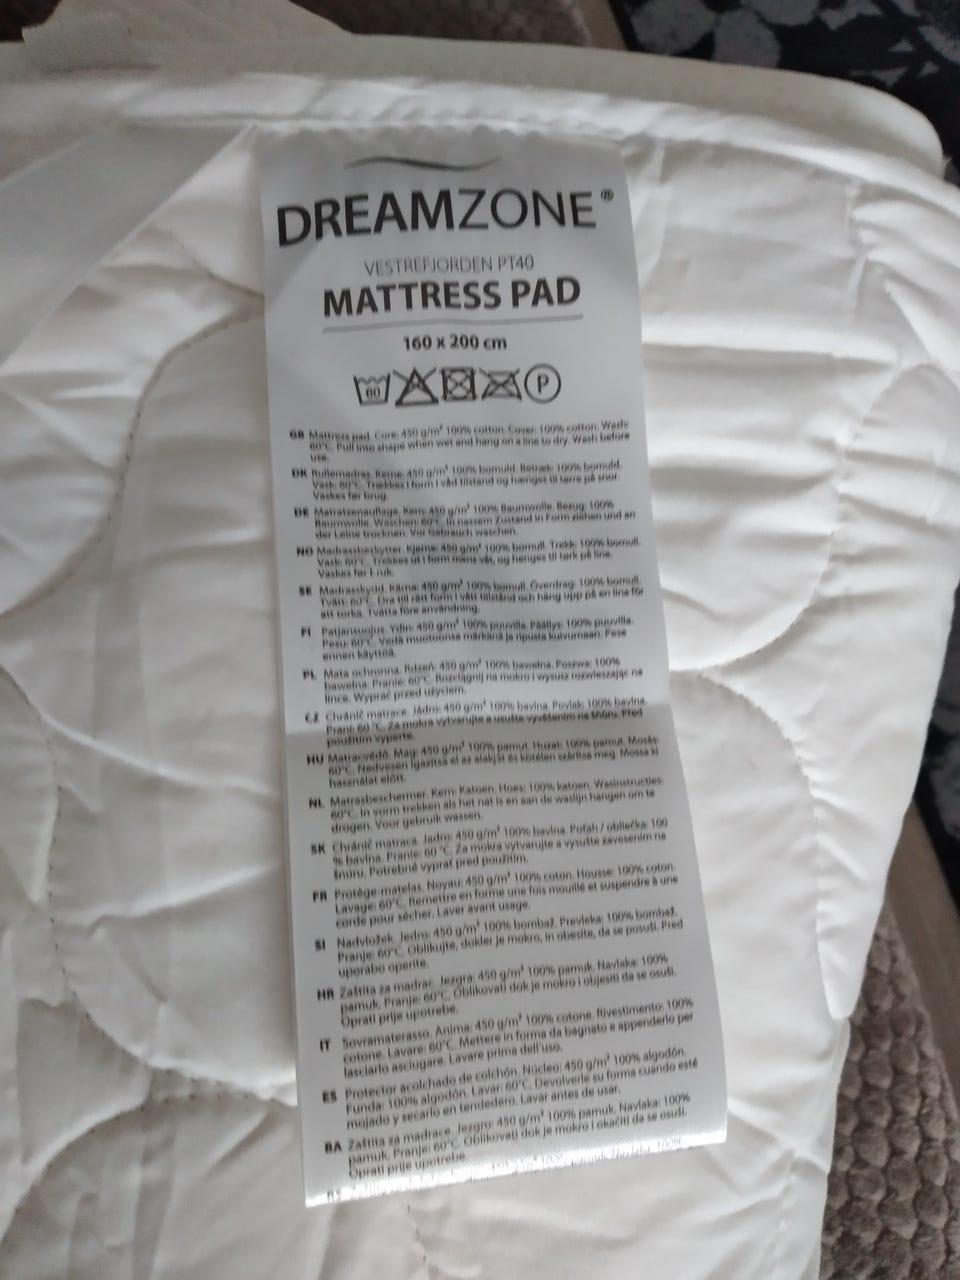 DREAMZONE®
VESTREFJORDEN PT40
MATTRESS PAD
160 x 200 cm
60
P
GB Mattress pad. Core: 450 g/m² 100% cotton. Cover: 100% cotton. Wash:
60°C. Pull into shape when wet and hang on a line to dry. Wash before
use.
DK Rullemadras. Kerne: 450 g/m² 100% bomuld. Betræk: 100% bomuld.
Vask: 60°C. Trækkes i form i våd tilstand og hænges til tørre på snor.
Vaskes før brug.
DE Matratzenauflage. Kern: 450 g/m² 100% Baumwolle. Bezug: 100%
Baumwolle. Waschen: 60°C. In nassem Zustand in Form ziehen und an
der Leine trocknen. Vor Gebrauch waschen.
NO Madrassbeskytter. Kjerne: 450 g/m² 100% bomull. Trekk: 100% bomull.
Vask: 60°C. Trekkes ut i form mens våt, og henges til tørk på line.
Vaskes før bruk.
SE Madrasskydd. Kärna: 450 g/m² 100% bomull. Överdrag: 100% bomull.
Tvätt: 60°C. Dra till rätt form i vått tillstånd och häng upp på en lina för
att torka. Tvätta före användning.
FI Patjansuojus. Ydin: 450 g/m² 100% puuvilla. Päällys: 100% puuvilla.
Pesu: 60°C. Vedä muotoonsa märkänä ja ripusta kuivumaan. Pese
ennen käyttöä.
PL Mata ochronna. Rdzeń: 450 g/m² 100% bawełna. Poszwa: 100%
bawełna. Pranie: 60°C. Rozciągnij na mokro i wysusz rozwieszając na
lince. Wyprać przed użyciem.
CZ Chránič matrace. Jádro: 450 g/m² 100% bavlna. Povlak: 100% bavlna.
Praní: 60 °C. Za mokra vytvarujte a usušte vyvěšením na šňůru. Před
použitím vyperte.
HU Matracvédő. Mag: 450 g/m² 100% pamut. Huzat: 100% pamut. Mosás:
60°C. Nedvesen igazítsa el az alakját és kötélen szárítsa meg. Mossa ki
használat előtt.
NL Matrasbeschermer. Kern: Katoen. Hoes: 100% katoen. Wasinstructies:
60°C. In vorm trekken als het nat is en aan de waslijn hangen om te
drogen. Voor gebruik wassen.
SK Chránič matraca. Jadro: 450 g/m² 100% bavlna. Poťah / obliečka: 100
% bavlna. Pranie: 60 °C. Za mokra vytvarujte a vysušte zavesením na
šnúru. Potrebné vyprať pred použitím.
FR Protège-matelas. Noyau: 450 g/m² 100% coton. Housse: 100% coton.
Lavage: 60°C. Remettre en forme une fois mouillé et suspendre à une
corde pour sécher. Laver avant usage.
SI Nadvložek. Jedro: 450 g/m² 100% bombaž. Prevleka: 100% bombaž.
Pranje: 60°C. Oblikujte, dokler je mokro, in obesite, da se posuši. Pred
uporabo operite.
HR Zaštita za madrac. Jezgra: 450 g/m² 100% pamuk. Navlaka: 100%
pamuk. Pranje: 60°C. Oblikovati dok je mokro i objesiti da se osuši.
Oprati prije upotrebe.
IT Sovramaterasso. Anima: 450 g/m² 100% cotone. Rivestimento: 100%
cotone. Lavare: 60°C. Mettere in forma da bagnato e appenderlo per
lasciarlo asciugare. Lavare prima dell'uso.
ES Protector acolchado de colchón. Núcleo: 450 g/m² 100% algodón.
Funda: 100% algodón. Lavar: 60°C. Devolverle su forma cuando esté
mojado y secarlo en tendedero. Lavar antes de usar.
BA Zaštita za madrace. Jezgro: 450 g/m² 100% pamuk. Navlaka: 100%
pamuk. Pranje: 60°C. Oblikovati dok je mokro i okačiti da se osuši.
Oprati prije upotrebe.